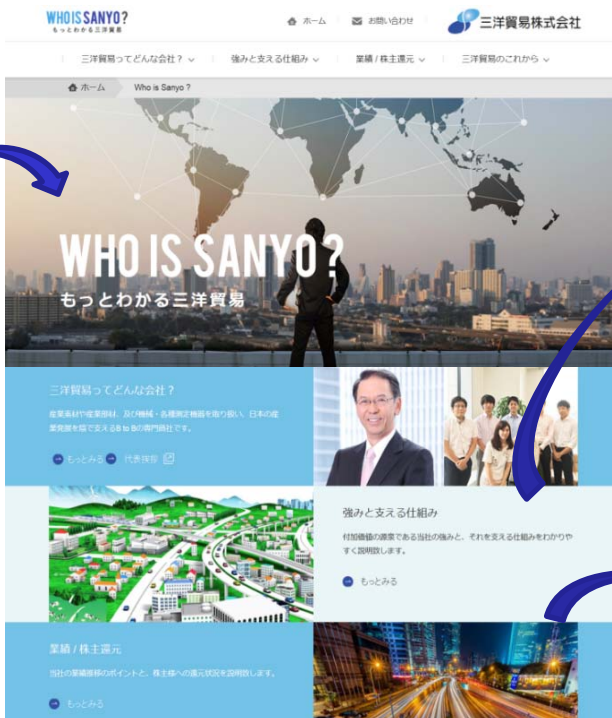 WHO IS SANYO?
もっとわかる三洋貿易
ホーム
お問い合わせ
三洋貿易株式会社
三洋貿易ってどんな会社？
強みと支える仕組み
業績 / 株主還元
三洋貿易のこれから
ホーム
Who is Sanyo ?
WHO IS SANYO?
もっとわかる三洋貿易
三洋貿易ってどんな会社？
産業素材や産業部材、及び機械・各種測定機器を取り扱い、日本の産
業発展を陰で支えるB to Bの専門商社です。
もっとみる
代表挨拶
強みと支える仕組み
付加価値の源泉である当社の強みと、それを支える仕組みをわかりや
すく説明致します。
もっとみる
業績 / 株主還元
当社の業績推移のポイントと、株主様への還元状況を説明致します。
もっとみる